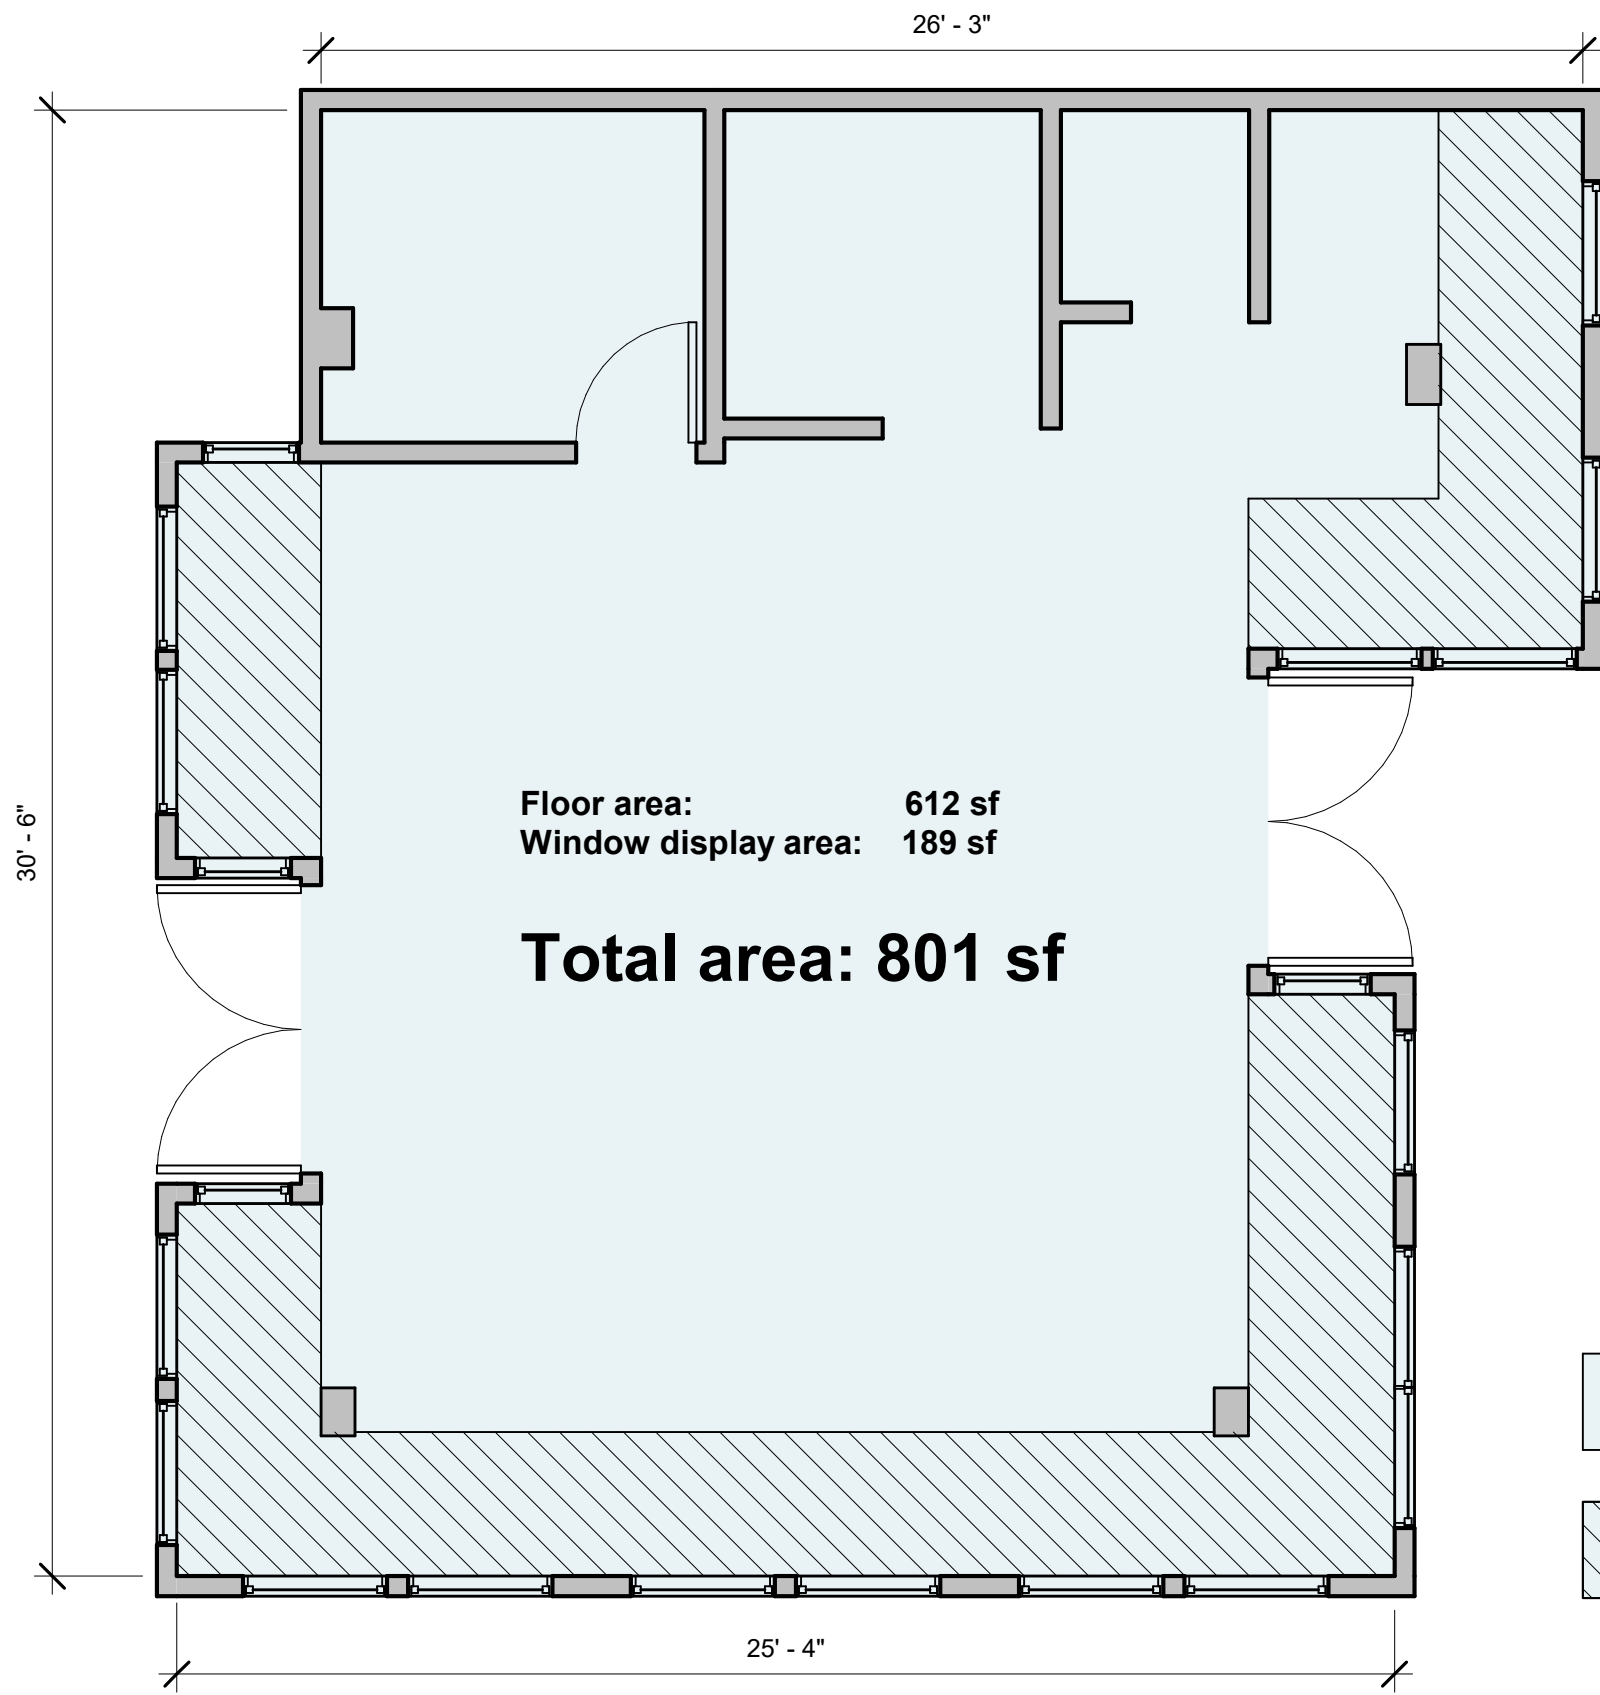 26' - 3"
30' - 6"
Floor area: 612 sf
Window display area: 189 sf
Total area: 801 sf
25' - 4"